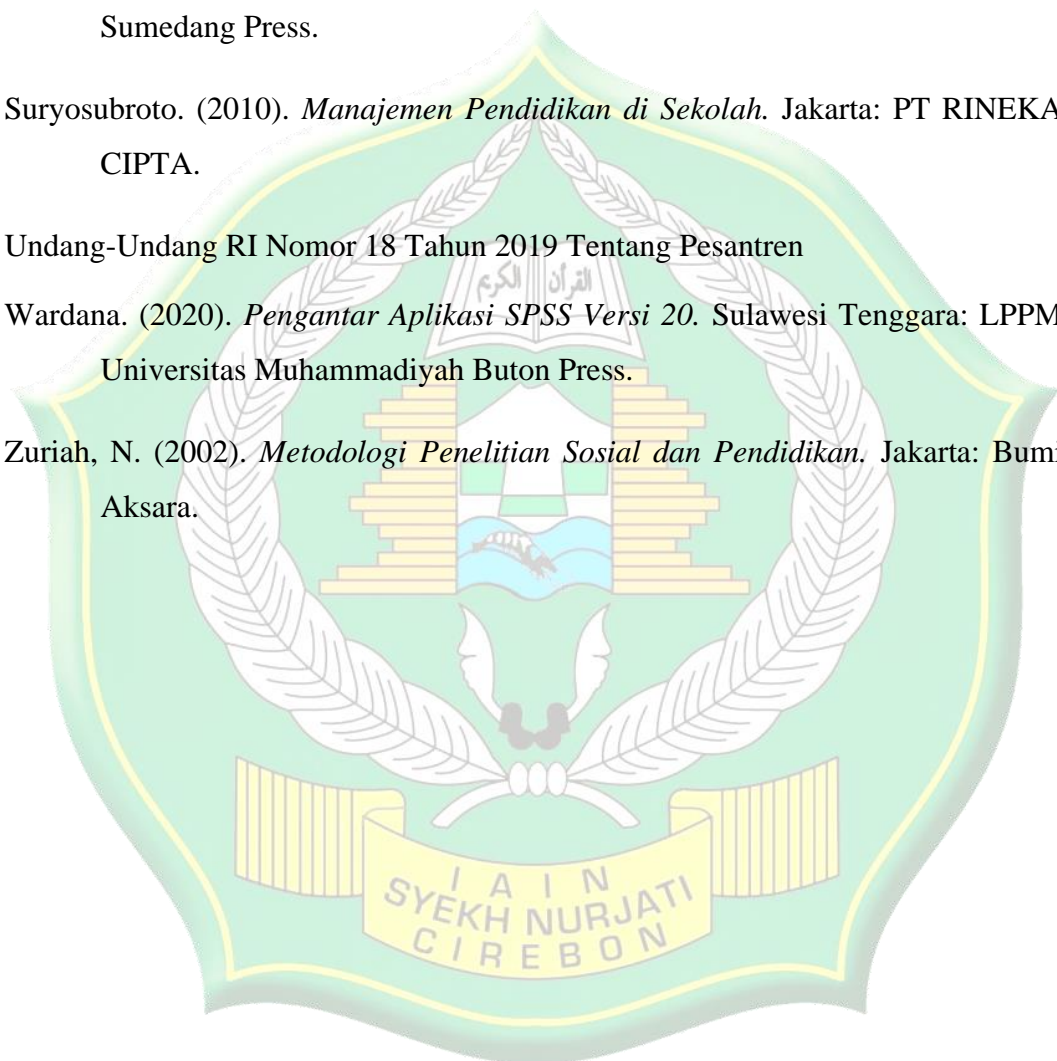 Sumedang Press.
Suryosubroto. (2010). Manajemen Pendidikan di Sekolah. Jakarta: PT RINEKA
CIPTA.
Undang-Undang RI Nomor 18 Tahun 2019 Tentang Pesantren
القرآن الكريم
Wardana. (2020). Pengantar Aplikasi SPSS Versi 20. Sulawesi Tenggara: LPPM
Universitas Muhammadiyah Buton Press.
Zuriah, N. (2002). Metodologi Penelitian Sosial dan Pendidikan. Jakarta: Bumi
Aksara.
IAIN
SYEKH NURJATI
CIREBON